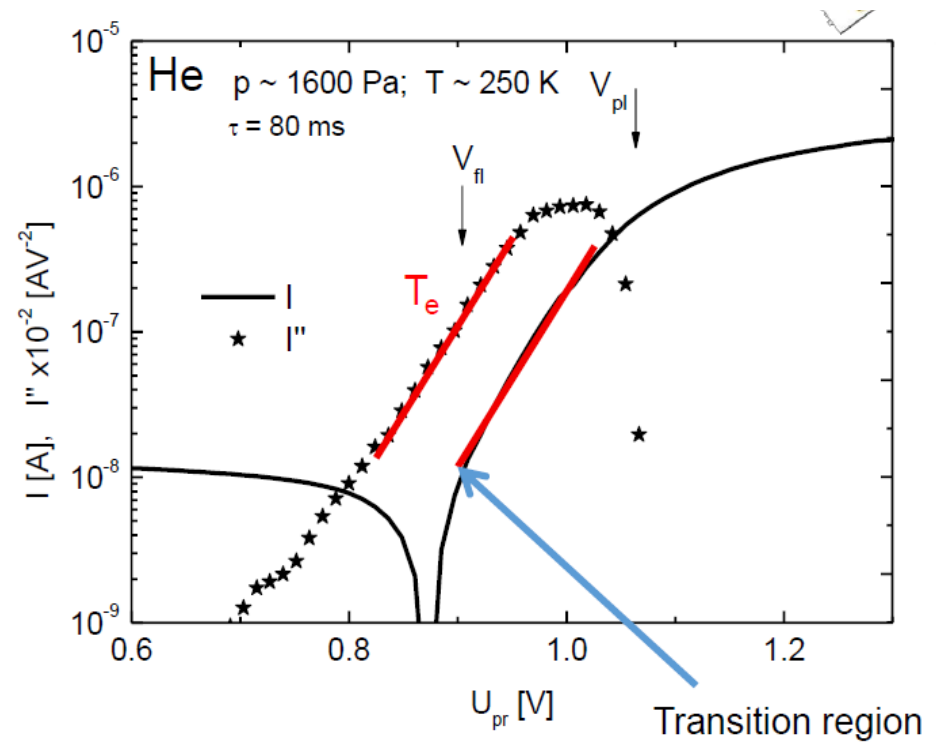 He p ~ 1600 Pa; T ~ 250 K
τ = 80 ms
V_pl
V_fl
T_e
I
I''
I [A], I'' x10^-2 [AV^-2]
10^-5
10^-6
10^-7
10^-8
10^-9
0.6 0.8 1.0 1.2
U_pr [V]
Transition region